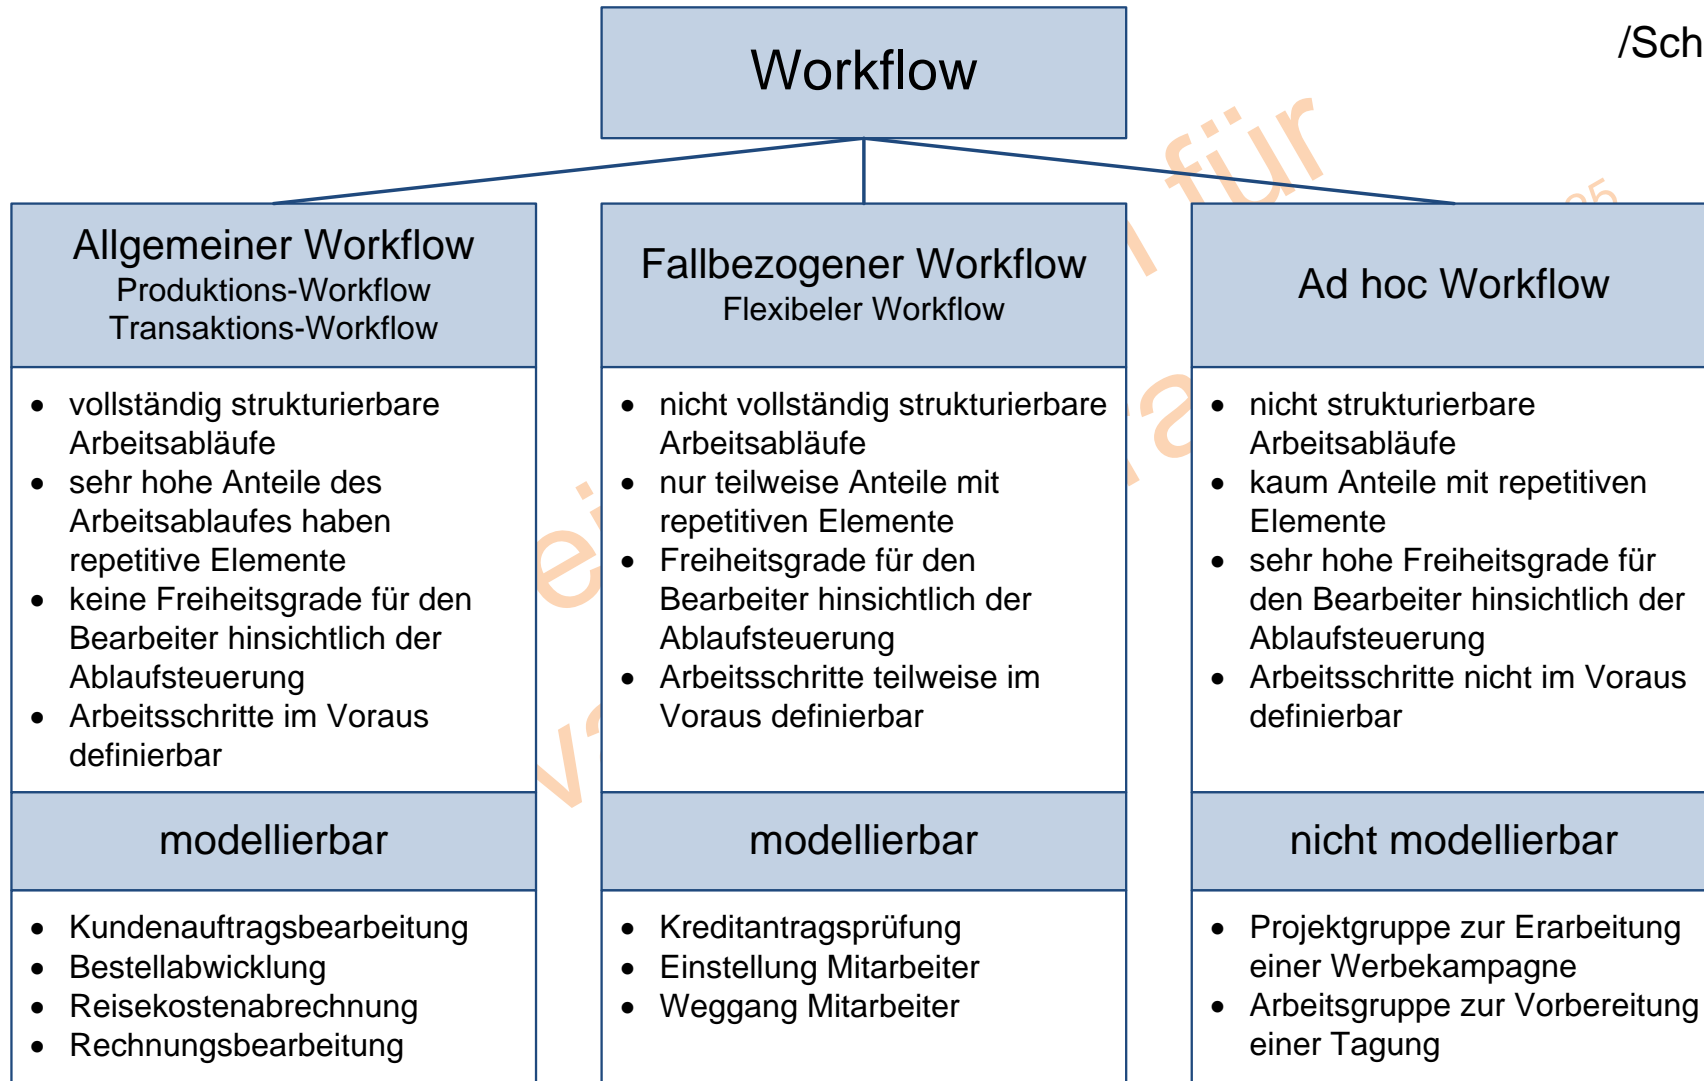 /Sch
Workflow
Allgemeiner Workflow
Produktions-Workflow
Transaktions-Workflow
vollständig strukturierbare
Arbeitsabläufe
sehr hohe Anteile des
Arbeitsablaufes haben
repetitive Elemente
keine Freiheitsgrade für den
Bearbeiter hinsichtlich der
Ablaufsteuerung
Arbeitsschritte im Voraus
definierbar
modellierbar
Kundenauftragsbearbeitung
Bestellabwicklung
Reisekostenabrechnung
Rechnungsbearbeitung
Fallbezogener Workflow
Flexibeler Workflow
nicht vollständig strukturierbare
Arbeitsabläufe
nur teilweise Anteile mit
repetitiven Elemente
Freiheitsgrade für den
Bearbeiter hinsichtlich der
Ablaufsteuerung
Arbeitsschritte teilweise im
Voraus definierbar
modellierbar
Kreditantragsprüfung
Einstellung Mitarbeiter
Weggang Mitarbeiter
Ad hoc Workflow
nicht strukturierbare
Arbeitsabläufe
kaum Anteile mit repetitiven
Elemente
sehr hohe Freiheitsgrade für
den Bearbeiter hinsichtlich der
Ablaufsteuerung
Arbeitsschritte nicht im Voraus
definierbar
nicht modellierbar
Projektgruppe zur Erarbeitung
einer Werbekampagne
Arbeitsgruppe zur Vorbereitung
einer Tagung
für